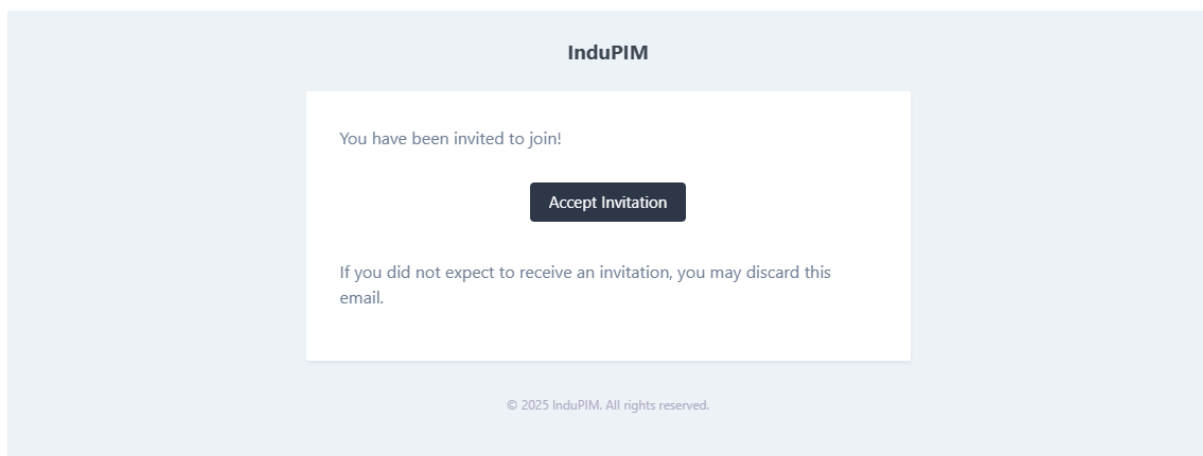 InduPIM
You have been invited to join!
Accept Invitation
If you did not expect to receive an invitation, you may discard this
email.
© 2025 InduPIM. All rights reserved.